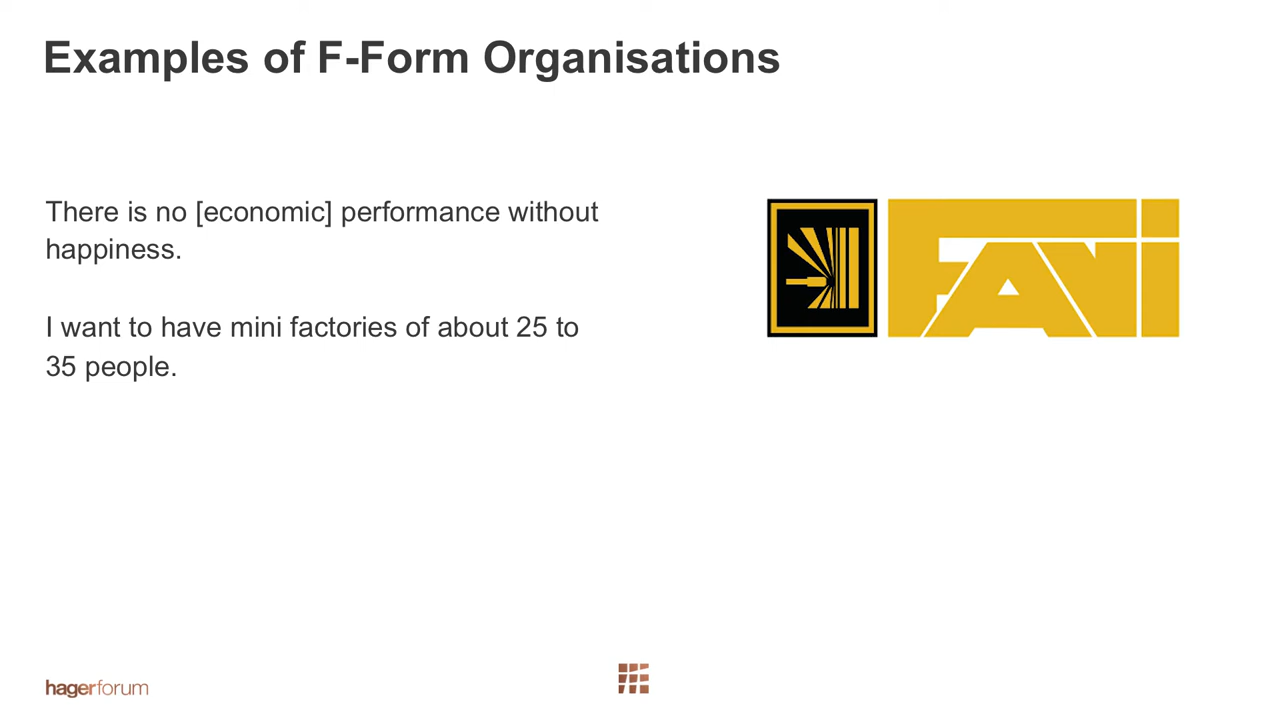 Examples of F-Form Organisations
There is no [economic] performance without
happiness.
I want to have mini factories of about 25 to
35 people.
FAVI
hagerforum